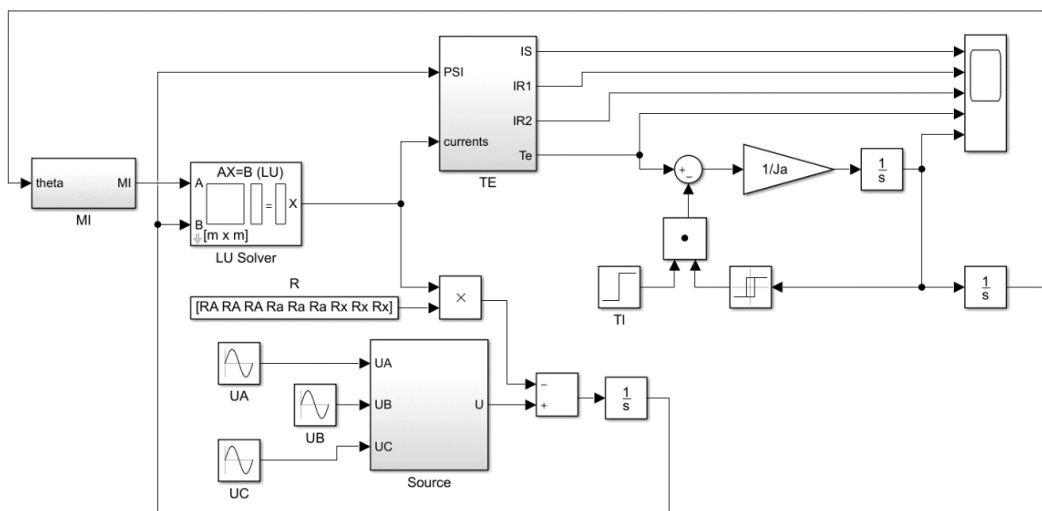 IS
PSI
IR1
IR2
currents
Te
TE
+
−
1/Ja
1
s
theta
MI
MI
AX=B (LU)
A
=
X
B
[m x m]
LU Solver
TI
1
s
R
[RA RA RA Ra Ra Ra Rx Rx Rx]
×
UA
UA
UB
UB
U
UC
UC
Source
−
+
1
s